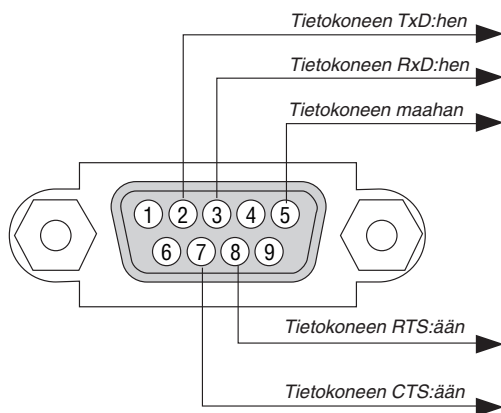 Tietokoneen TxD:hen
Tietokoneen RxD:hen
Tietokoneen maahan
1 2 3 4 5
6 7 8 9
Tietokoneen RTS:ään
Tietokoneen CTS:ään